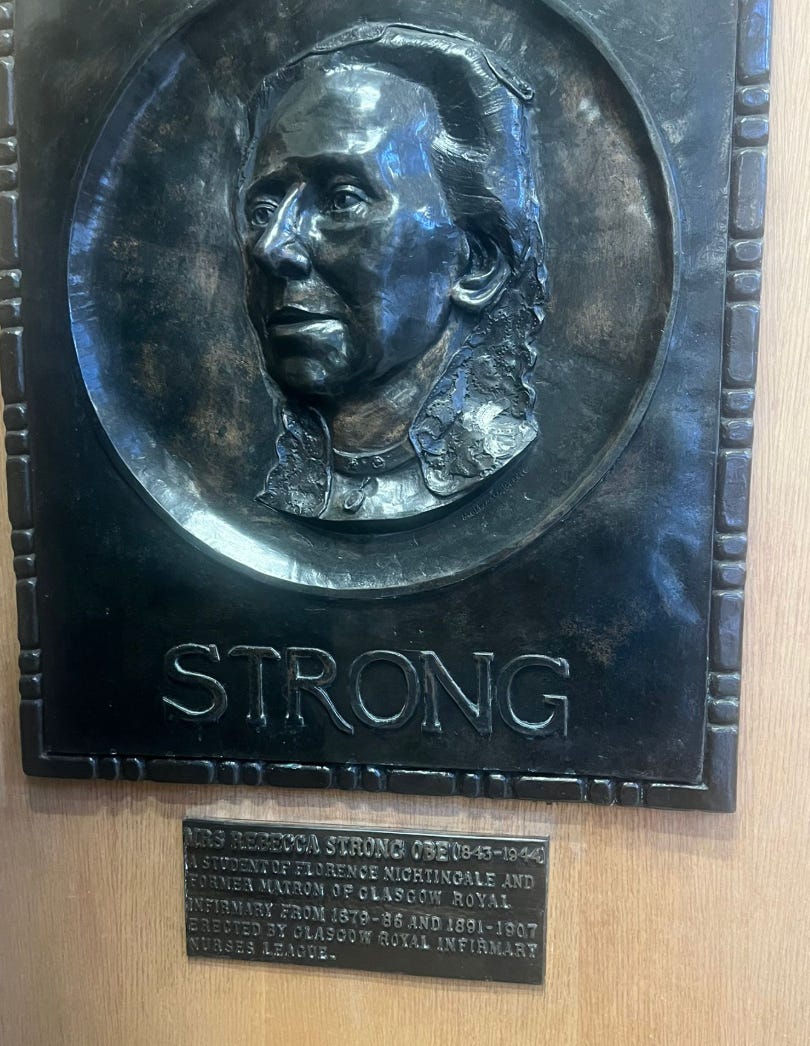 STRONG
MRS REBECCA STRONG OBE (1843-1944)
A STUDENT OF FLORENCE NIGHTINGALE AND
FORMER MATRON OF GLASGOW ROYAL
INFIRMARY FROM 1879-85 AND 1891-1907
ERECTED BY GLASGOW ROYAL INFIRMARY
NURSES LEAGUE.